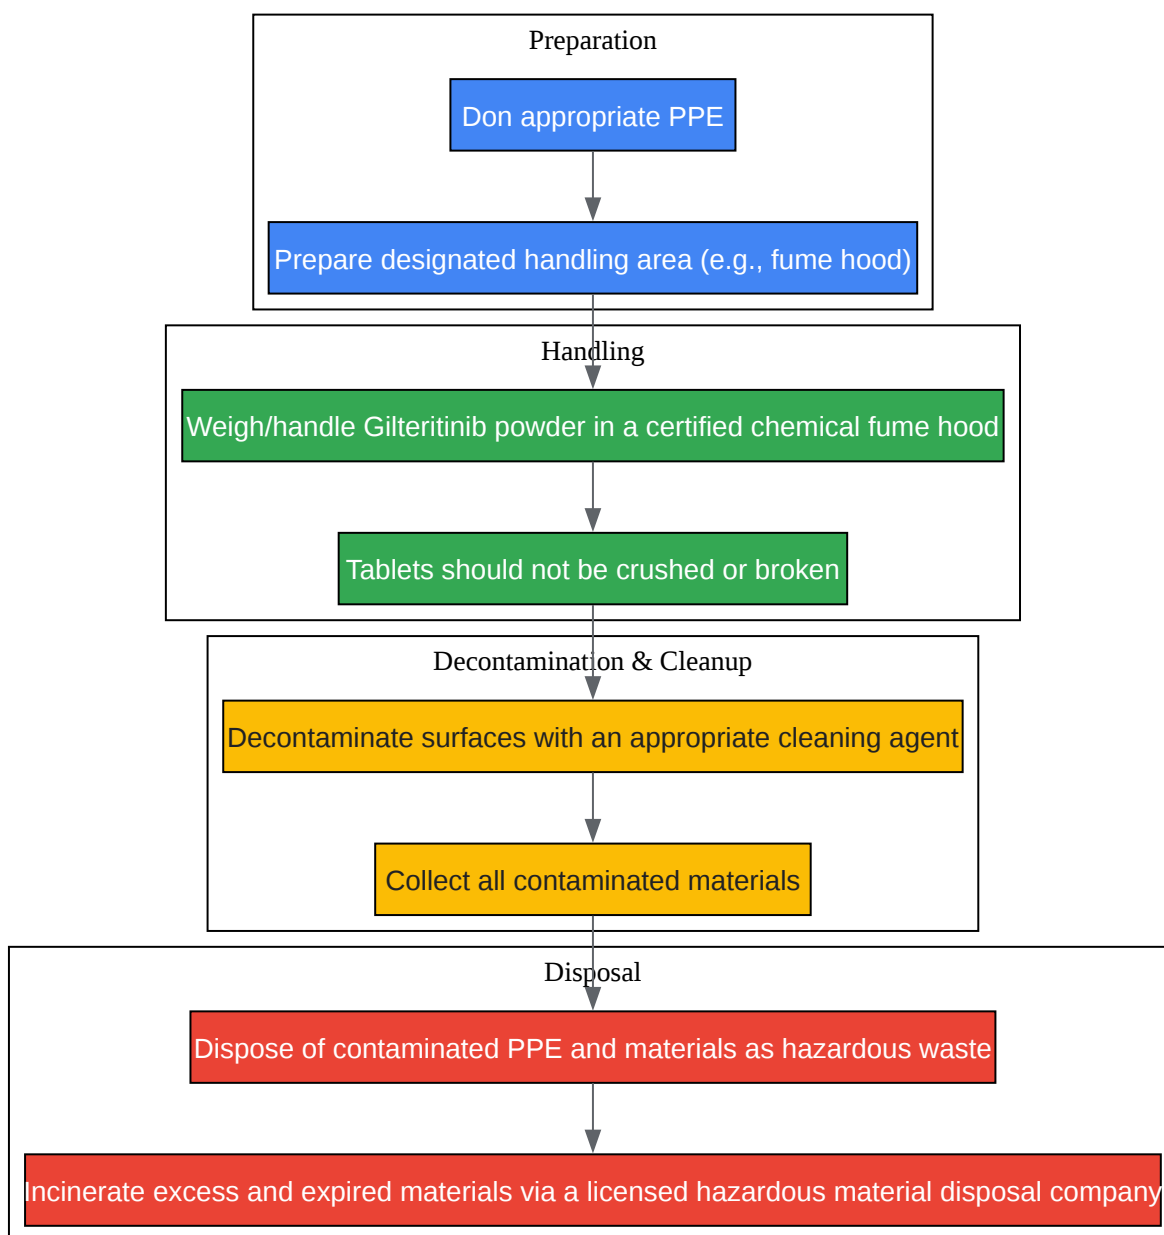 Preparation
Don appropriate PPE
Prepare designated handling area (e.g., fume hood)
Handling
Weigh/handle Gilteritinib powder in a certified chemical fume hood
Tablets should not be crushed or broken
Decontamination & Cleanup
Decontaminate surfaces with an appropriate cleaning agent
Collect all contaminated materials
Disposal
Dispose of contaminated PPE and materials as hazardous waste
Incinerate excess and expired materials via a licensed hazardous material disposal company